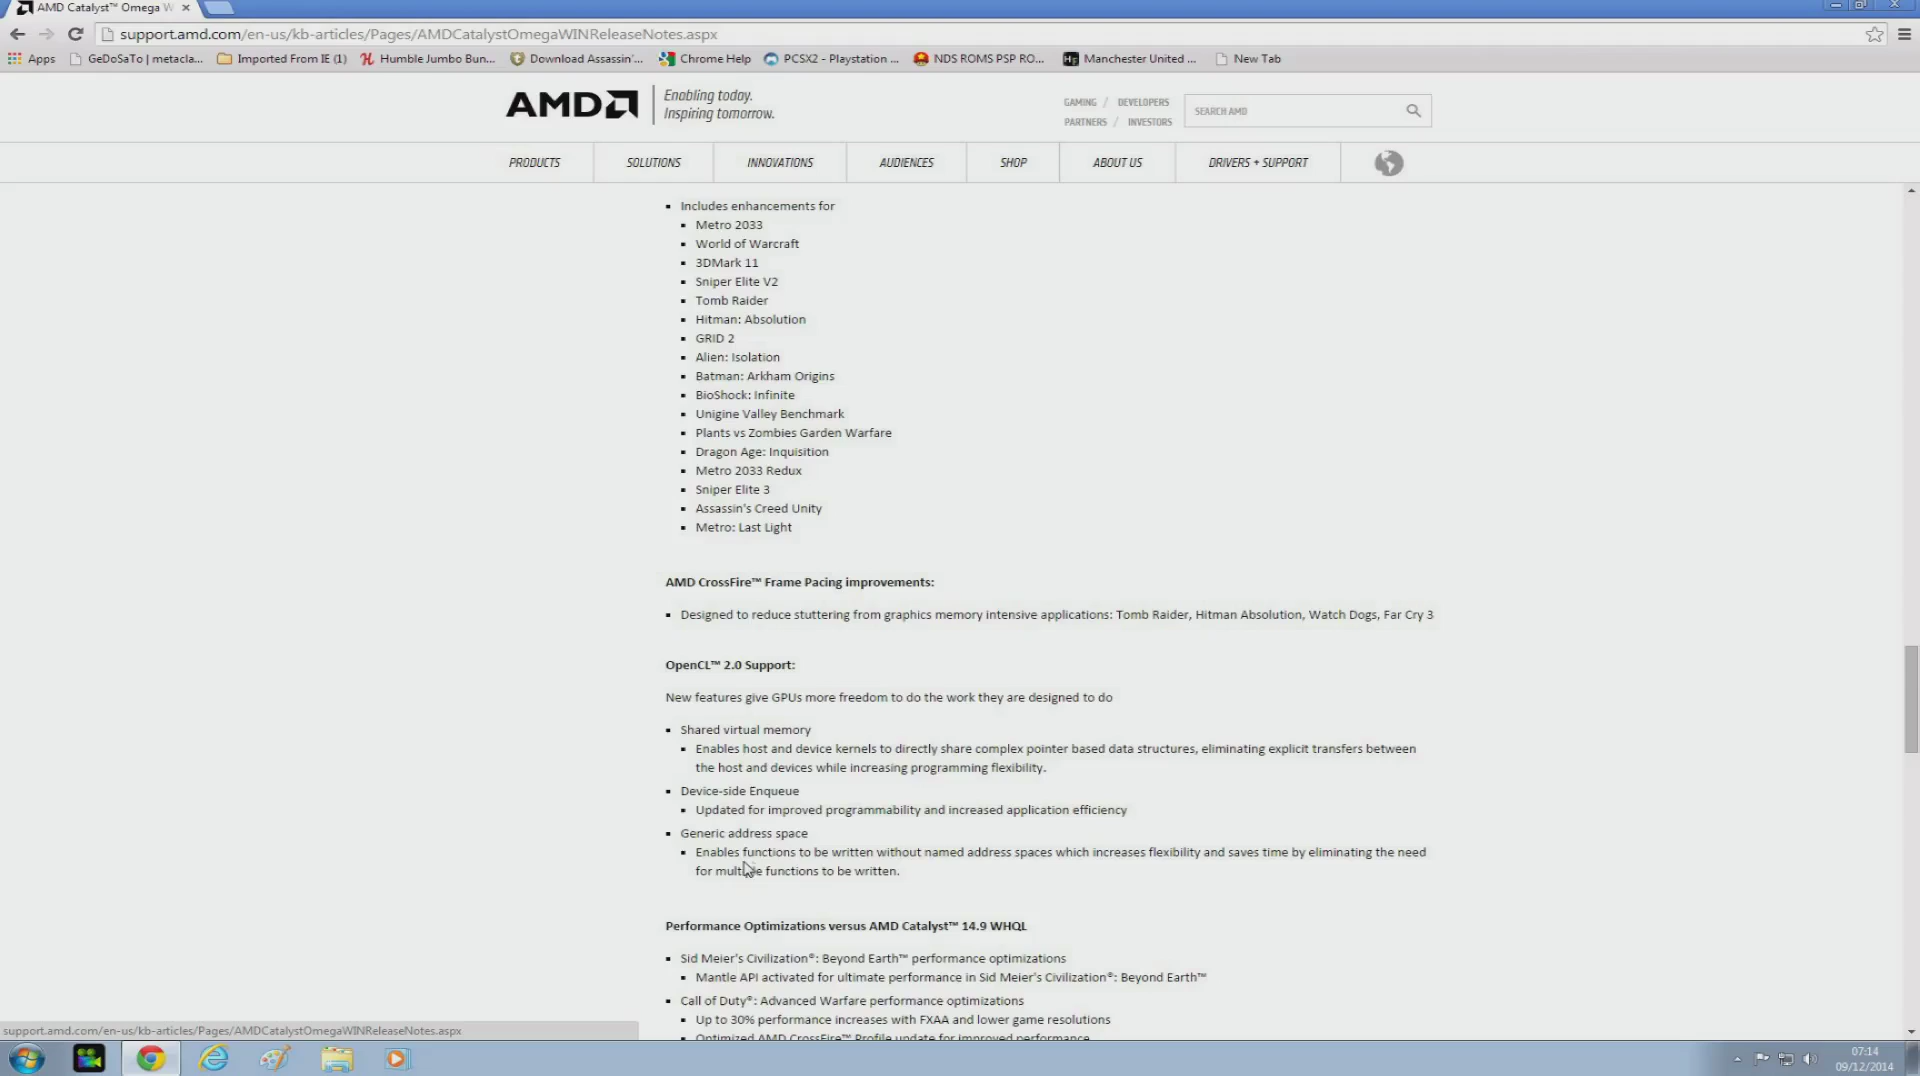 AMD Catalyst™ Omega W
support.amd.com/en-us/kb-articles/Pages/AMDCatalystOmegaWINReleaseNotes.aspx
Apps GeDoSaTo | metacla... Imported From IE (1) Humble Jumbo Bun... Download Assassin'... Chrome Help PCSX2 - Playstation ... NDS ROMS PSP RO... Manchester United ... New Tab
AMD Enabling today.
Inspiring tomorrow.
GAMING / DEVELOPERS
PARTNERS / INVESTORS
SEARCH AMD
PRODUCTS SOLUTIONS INNOVATIONS AUDIENCES SHOP ABOUT US DRIVERS + SUPPORT
Includes enhancements for
Metro 2033
World of Warcraft
3DMark 11
Sniper Elite V2
Tomb Raider
Hitman: Absolution
GRID 2
Alien: Isolation
Batman: Arkham Origins
BioShock: Infinite
Unigine Valley Benchmark
Plants vs Zombies Garden Warfare
Dragon Age: Inquisition
Metro 2033 Redux
Sniper Elite 3
Assassin's Creed Unity
Metro: Last Light
AMD CrossFire™ Frame Pacing improvements:
Designed to reduce stuttering from graphics memory intensive applications: Tomb Raider, Hitman Absolution, Watch Dogs, Far Cry 3
OpenCL™ 2.0 Support:
New features give GPUs more freedom to do the work they are designed to do
Shared virtual memory
Enables host and device kernels to directly share complex pointer based data structures, eliminating explicit transfers between
the host and devices while increasing programming flexibility.
Device-side Enqueue
Updated for improved programmability and increased application efficiency
Generic address space
Enables functions to be written without named address spaces which increases flexibility and saves time by eliminating the need
for multiple functions to be written.
Performance Optimizations versus AMD Catalyst™ 14.9 WHQL
Sid Meier's Civilization®: Beyond Earth™ performance optimizations
Mantle API activated for ultimate performance in Sid Meier's Civilization®: Beyond Earth™
Call of Duty®: Advanced Warfare performance optimizations
Up to 30% performance increases with FXAA and lower game resolutions
Optimized AMD CrossFire™ Profile update for improved performance
support.amd.com/en-us/kb-articles/Pages/AMDCatalystOmegaWINReleaseNotes.aspx
07:14
09/12/2014